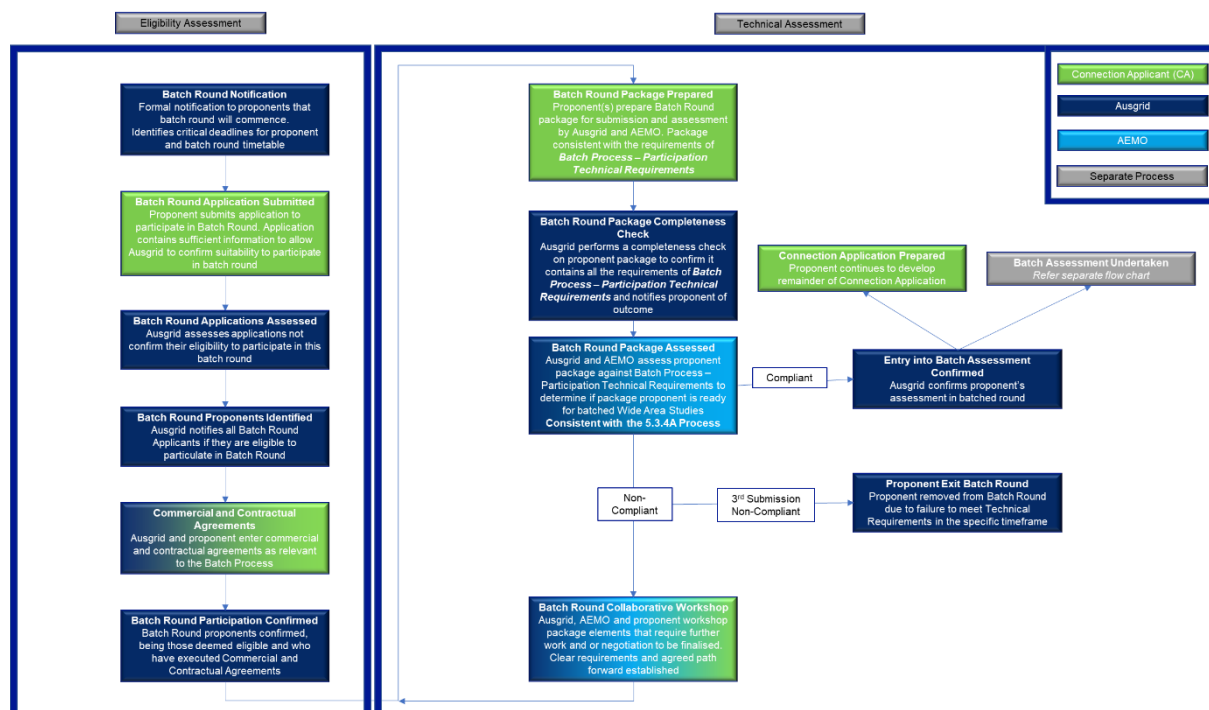 Eligibility Assessment
Technical Assessment
Connection Applicant (CA)
Ausgrid
AEMO
Separate Process
Batch Round Notification
Formal notification to proponents that
batch round will commence.
Identifies critical deadlines for proponent
and batch round timetable
Batch Round Application Submitted
Proponent submits application to
participate in Batch Round. Application
contains sufficient information to allow
Ausgrid to confirm suitability to participate
in batch round
Batch Round Applications Assessed
Ausgrid assesses applications not
confirm their eligibility to participate in this
batch round
Batch Round Proponents Identified
Ausgrid notifies all Batch Round
Applicants if they are eligible to
particulate in Batch Round
Commercial and Contractual
Agreements
Ausgrid and proponent enter commercial
and contractual agreements as relevant
to the Batch Process
Batch Round Participation Confirmed
Batch Round proponents confirmed,
being those deemed eligible and who
have executed Commercial and
Contractual Agreements
Batch Round Package Prepared
Proponent(s) prepare Batch Round
package for submission and assessment
by Ausgrid and AEMO. Package
consistent with the requirements of
Batch Process – Participation
Technical Requirements
Batch Round Package Completeness
Check
Ausgrid performs a completeness check
on proponent package to confirm it
contains all the requirements of Batch
Process – Participation Technical
Requirements and notifies proponent of
outcome
Batch Round Package Assessed
Ausgrid and AEMO assess proponent
package against Batch Process –
Participation Technical Requirements to
determine if package proponent is ready
for batched Wide Area Studies
Consistent with the 5.3.4A Process
Compliant
Connection Application Prepared
Proponent continues to develop
remainder of Connection Application
Batch Assessment Undertaken
Refer separate flow chart
Entry into Batch Assessment
Confirmed
Ausgrid confirms proponent's
assessment in batched round
Non-
Compliant
3rd Submission
Non-Compliant
Proponent Exit Batch Round
Proponent removed from Batch Round
due to failure to meet Technical
Requirements in the specific timeframe
Batch Round Collaborative Workshop
Ausgrid, AEMO and proponent workshop
package elements that require further
work and or negotiation to be finalised.
Clear requirements and agreed path
forward established